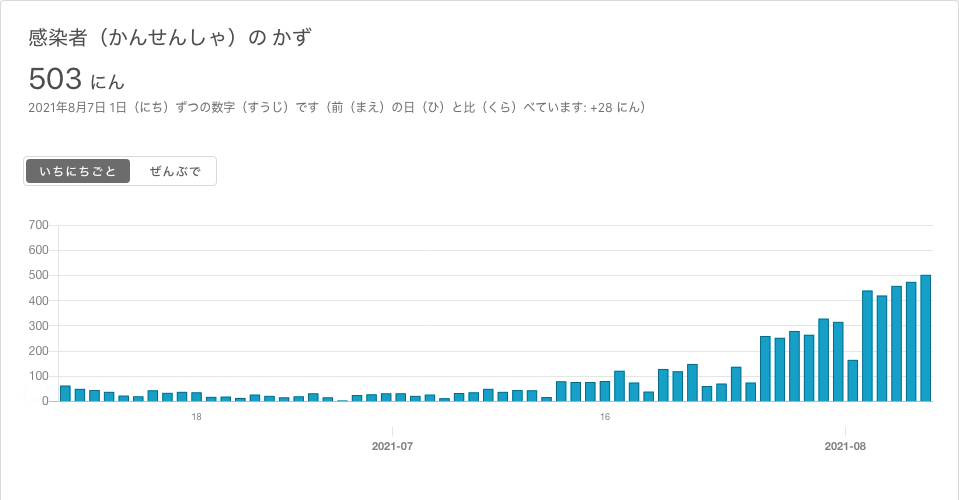 感染者（かんせんしゃ）の かず
503 にん
2021年8月7日 1日（にち）ずつの数字（すうじ）です（前（まえ）の日（ひ）と比（くら）べています: +28 にん）
いちにちごと ぜんぶで
700
600
500
400
300
200
100
0
18 16
2021-07 2021-08